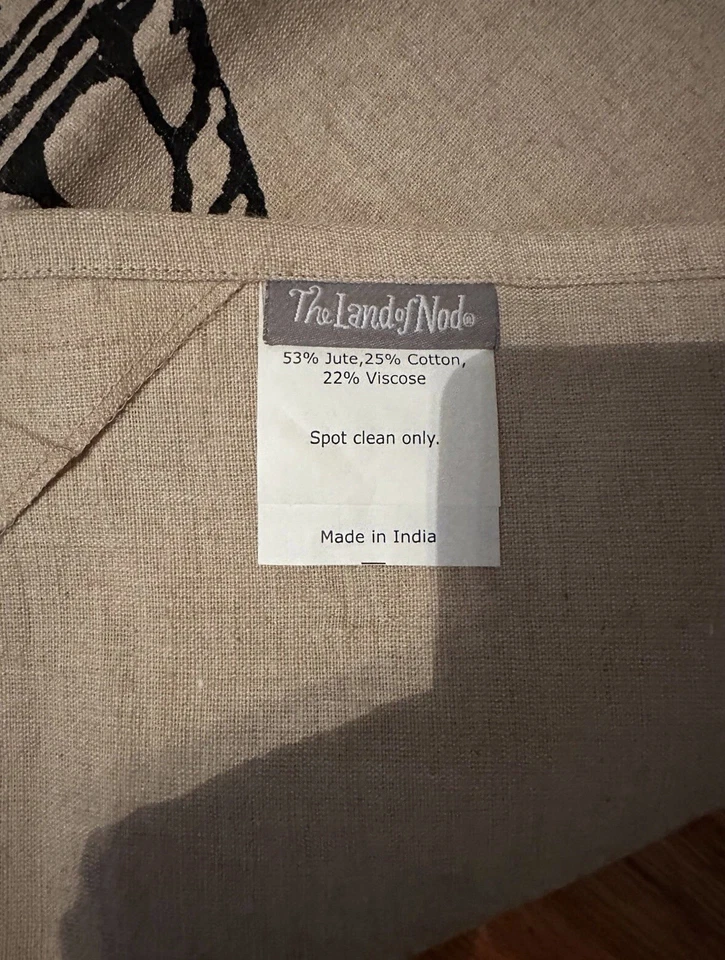 The Land of Nod®
53% Jute,25% Cotton,
22% Viscose
Spot clean only.
Made in India